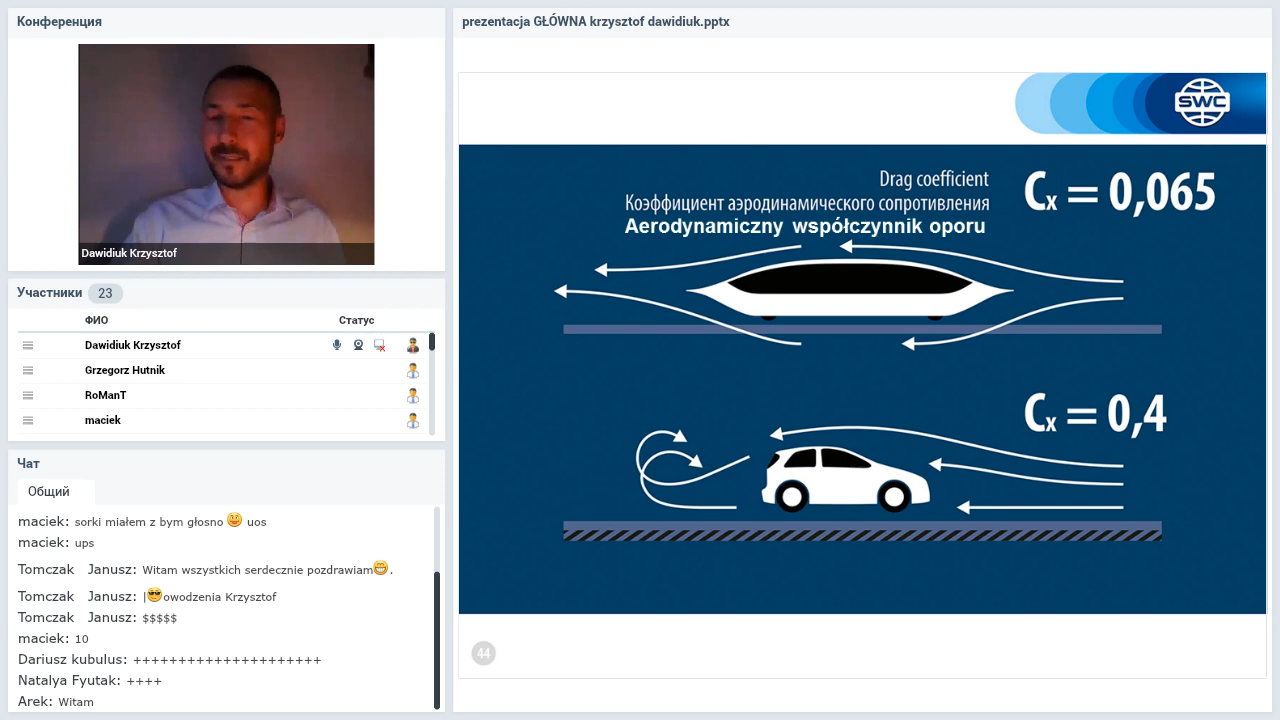 Конференция
Dawidiuk Krzysztof
Участники 23
ФИО Статус
Dawidiuk Krzysztof
Grzegorz Hutnik
RoManT
maciek
Чат
Общий
maciek: sorki miałem z bym głosno uos
maciek: ups
Tomczak Janusz: Witam wszystkich serdecznie pozdrawiam.
Tomczak Janusz: |owodzenia Krzysztof
Tomczak Janusz: $$$$$
maciek: 10
Dariusz kubulus: +++++++++++++++++++++
Natalya Fyutak: ++++
Arek: Witam
prezentacja GŁÓWNA krzysztof dawidiuk.pptx
SWC
Drag coefficient
Коэффициент аэродинамического сопротивления
Aerodynamiczny współczynnik oporu
Cx = 0,065
Cx = 0,4
44